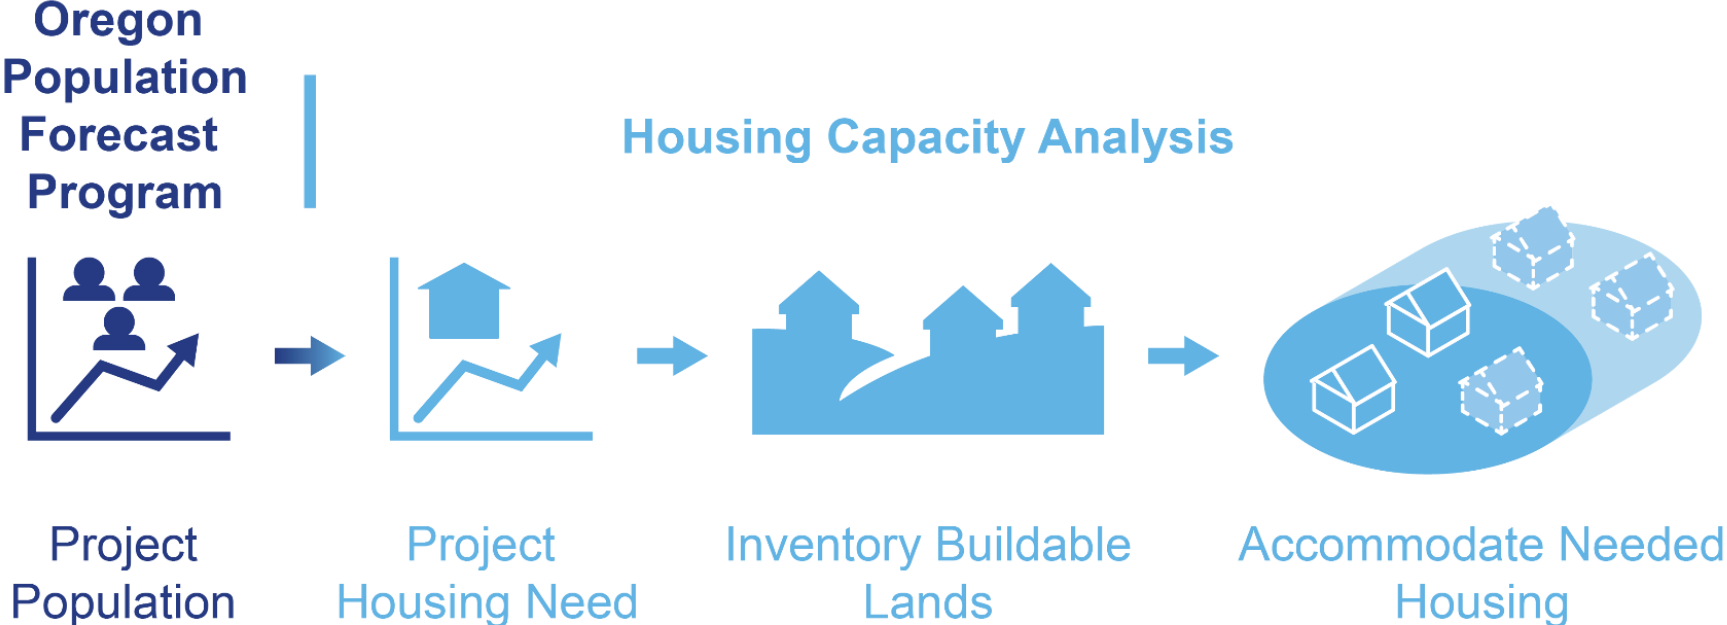 Oregon
Population
Forecast
Program
Housing Capacity Analysis
Project
Population
Project
Housing Need
Inventory Buildable
Lands
Accommodate Needed
Housing